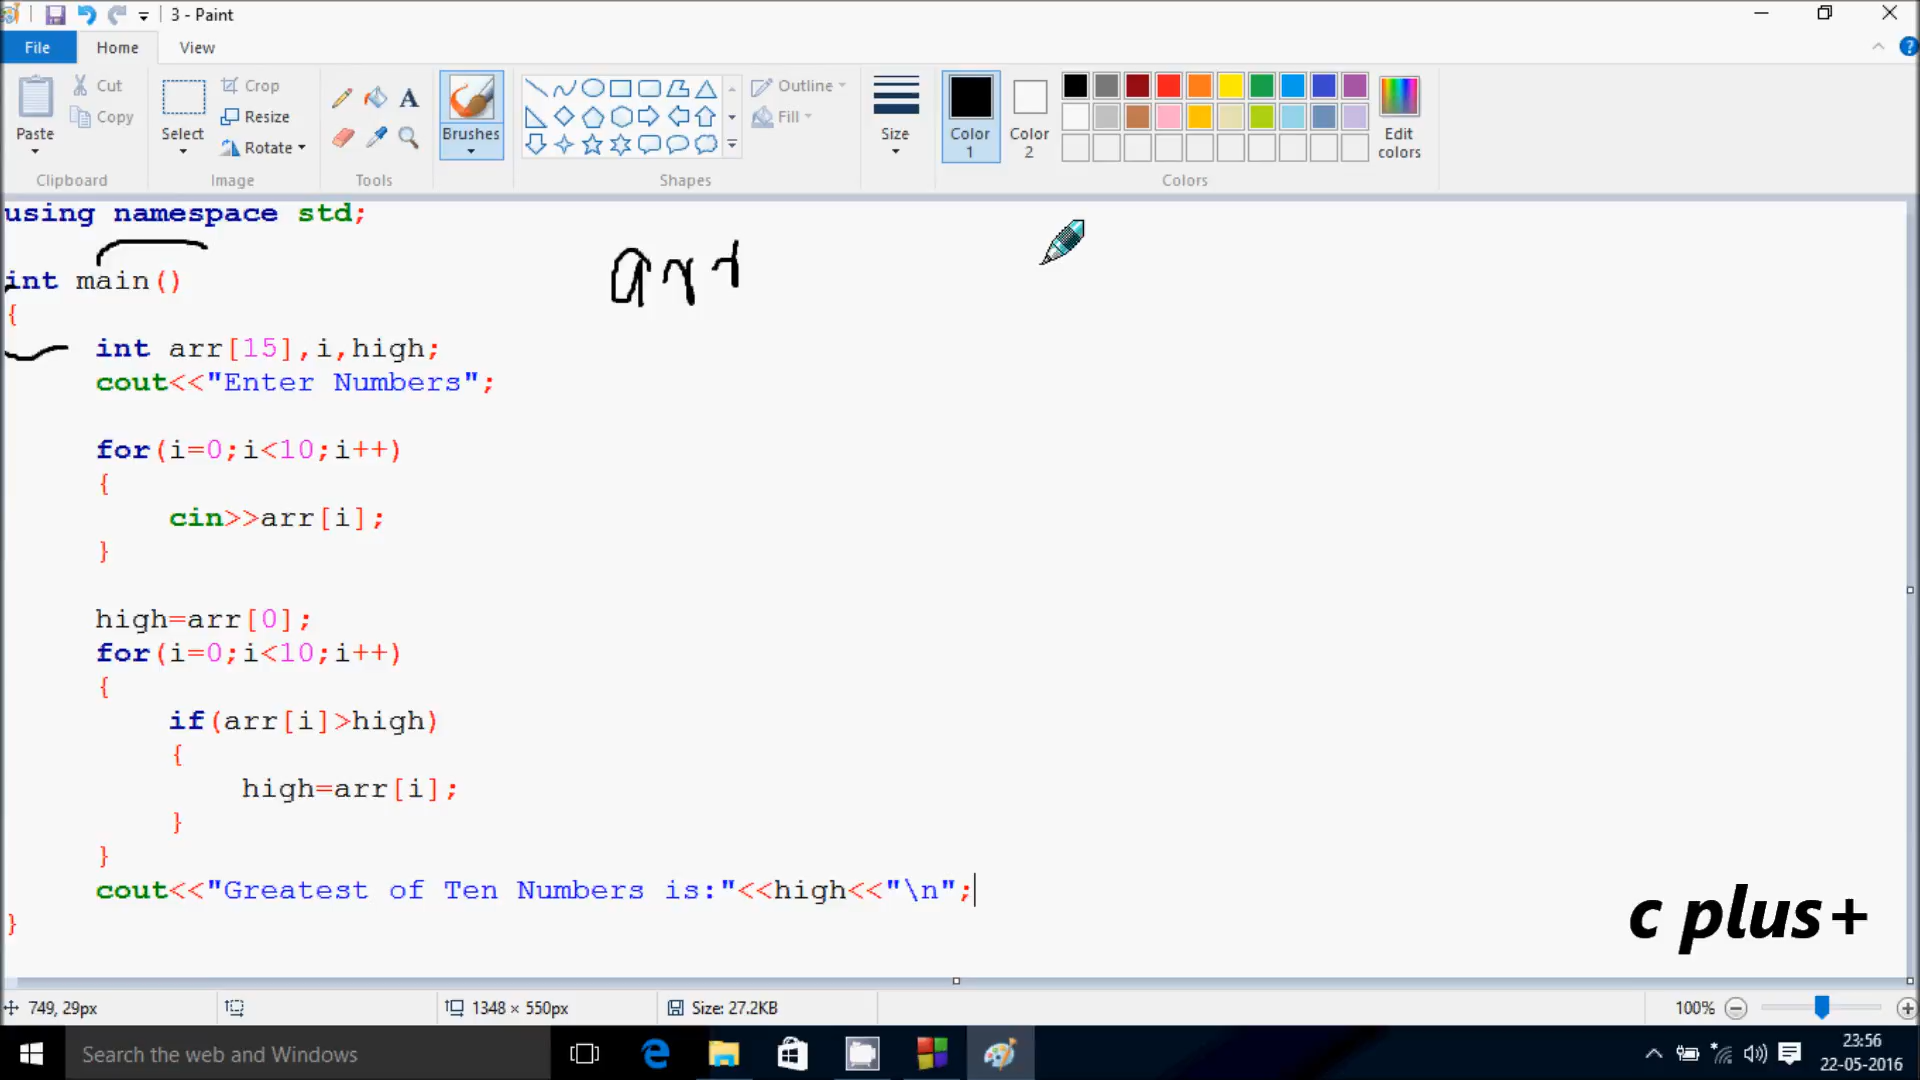 3 - Paint
File Home View
Paste
Cut
Copy
Clipboard
Select
Crop
Resize
Rotate
Image
A
Tools
Brushes
Outline
Fill
Shapes
Size
Color 1
Color 2
Edit colors
Colors
using namespace std;
int main()
{
int arr[15],i,high;
cout<<"Enter Numbers";
for(i=0;i<10;i++)
{
cin>>arr[i];
}
high=arr[0];
for(i=0;i<10;i++)
{
if(arr[i]>high)
{
high=arr[i];
}
}
cout<<"Greatest of Ten Numbers is:"<<high<<"\n";
}
arr
c plus+
749, 29px
1348 × 550px
Size: 27.2KB
100%
Search the web and Windows
23:56
22-05-2016